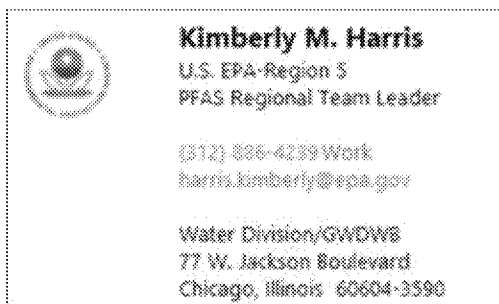 Kimberly M. Harris
U.S. EPA-Region 5
PFAS Regional Team Leader
(312) 886-4239 Work
harris.kimberly@epa.gov
Water Division/GWDWB
77 W. Jackson Boulevard
Chicago, Illinois 60604-3590